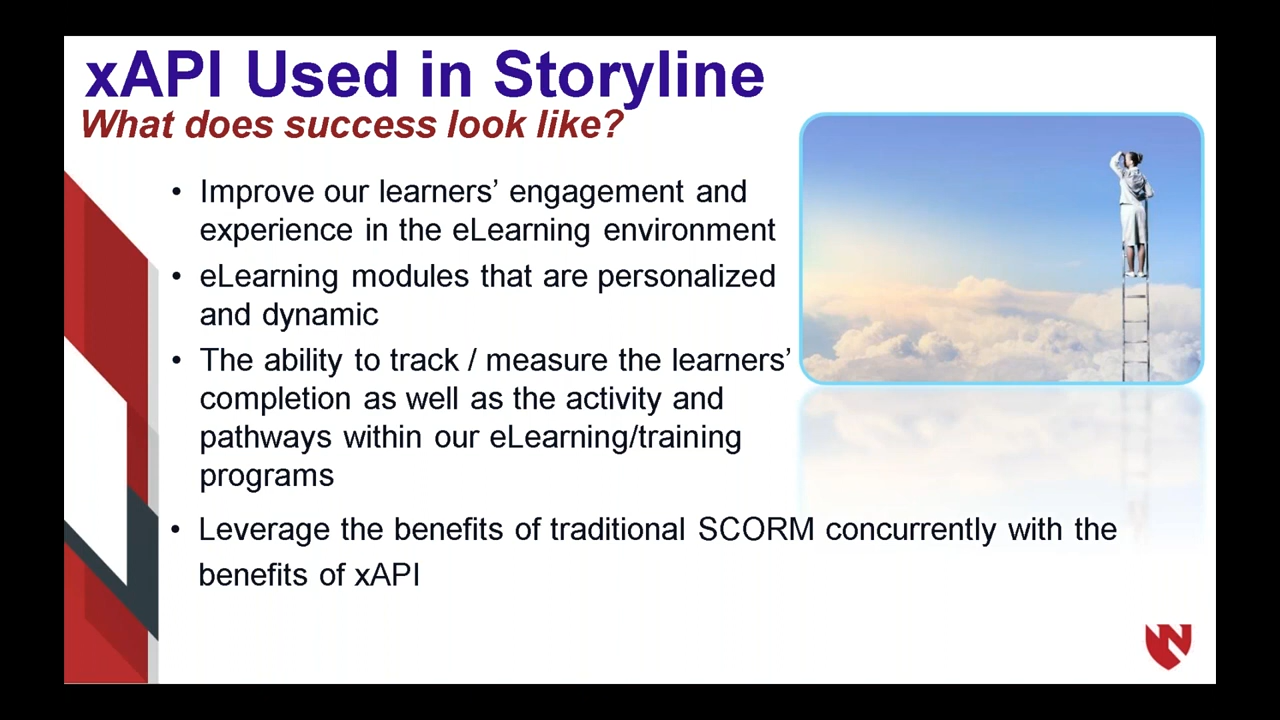 xAPI Used in Storyline
What does success look like?
• Improve our learners’ engagement and
experience in the eLearning environment
• eLearning modules that are personalized
and dynamic
• The ability to track / measure the learners’
completion as well as the activity and
pathways within our eLearning/training
programs
• Leverage the benefits of traditional SCORM concurrently with the
benefits of xAPI